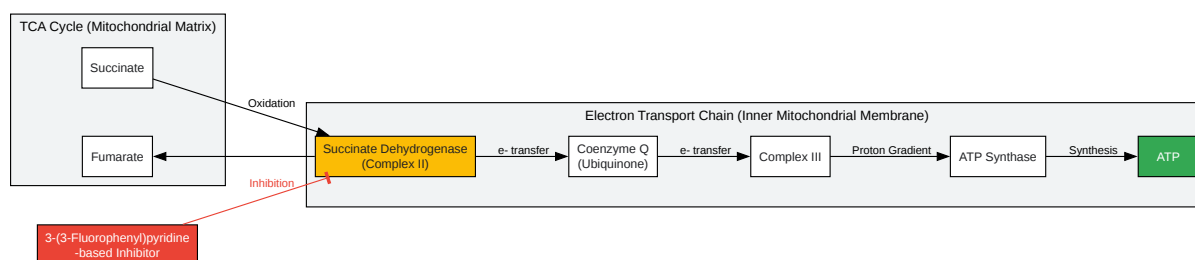 TCA Cycle (Mitochondrial Matrix)
Succinate
Oxidation
Electron Transport Chain (Inner Mitochondrial Membrane)
Fumarate
Succinate Dehydrogenase
(Complex II)
e- transfer
Coenzyme Q
(Ubiquinone)
e- transfer
Complex III
Proton Gradient
ATP Synthase
Synthesis
ATP
Inhibition
3-(3-Fluorophenyl)pyridine
-based Inhibitor